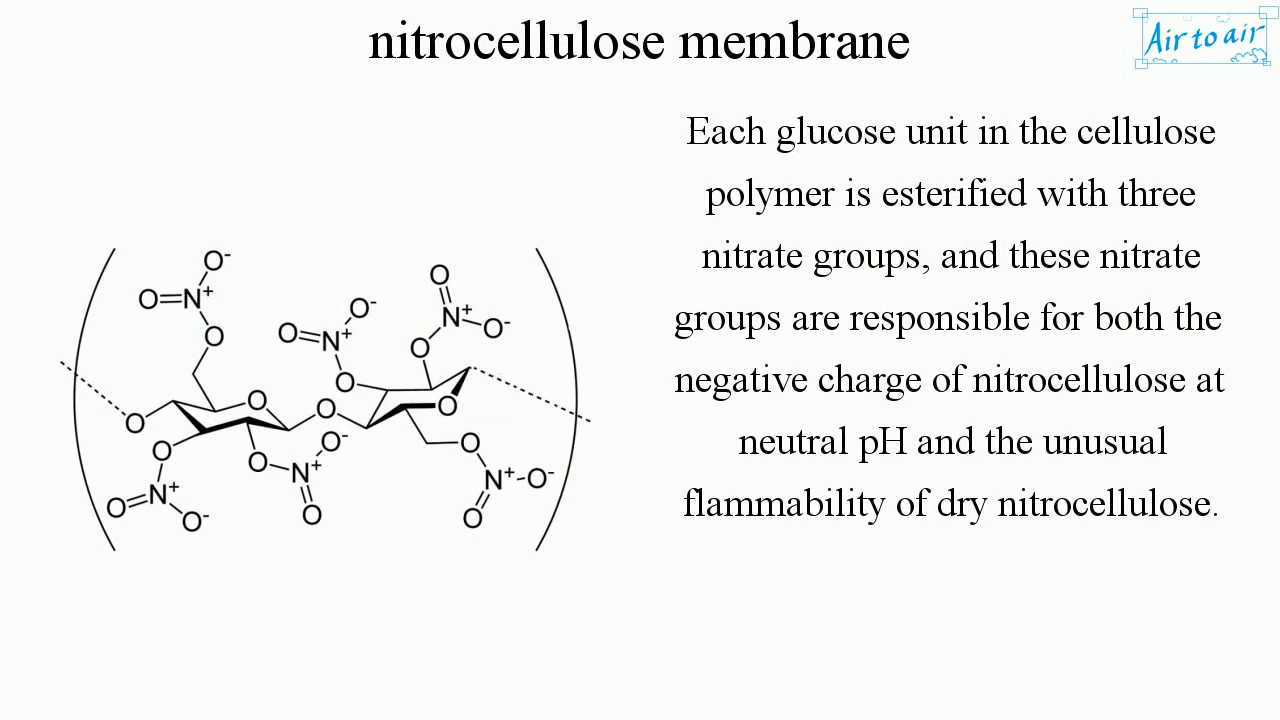 nitrocellulose membrane
Air to air
Each glucose unit in the cellulose
polymer is esterified with three
nitrate groups, and these nitrate
groups are responsible for both the
negative charge of nitrocellulose at
neutral pH and the unusual
flammability of dry nitrocellulose.
O-
O=N+
O
O
O-
O=N+
O
O
N+
O-
O
O
O
O
O
O
O
N+
O-
O
O
O=N+
O-
O
N+-O-
O